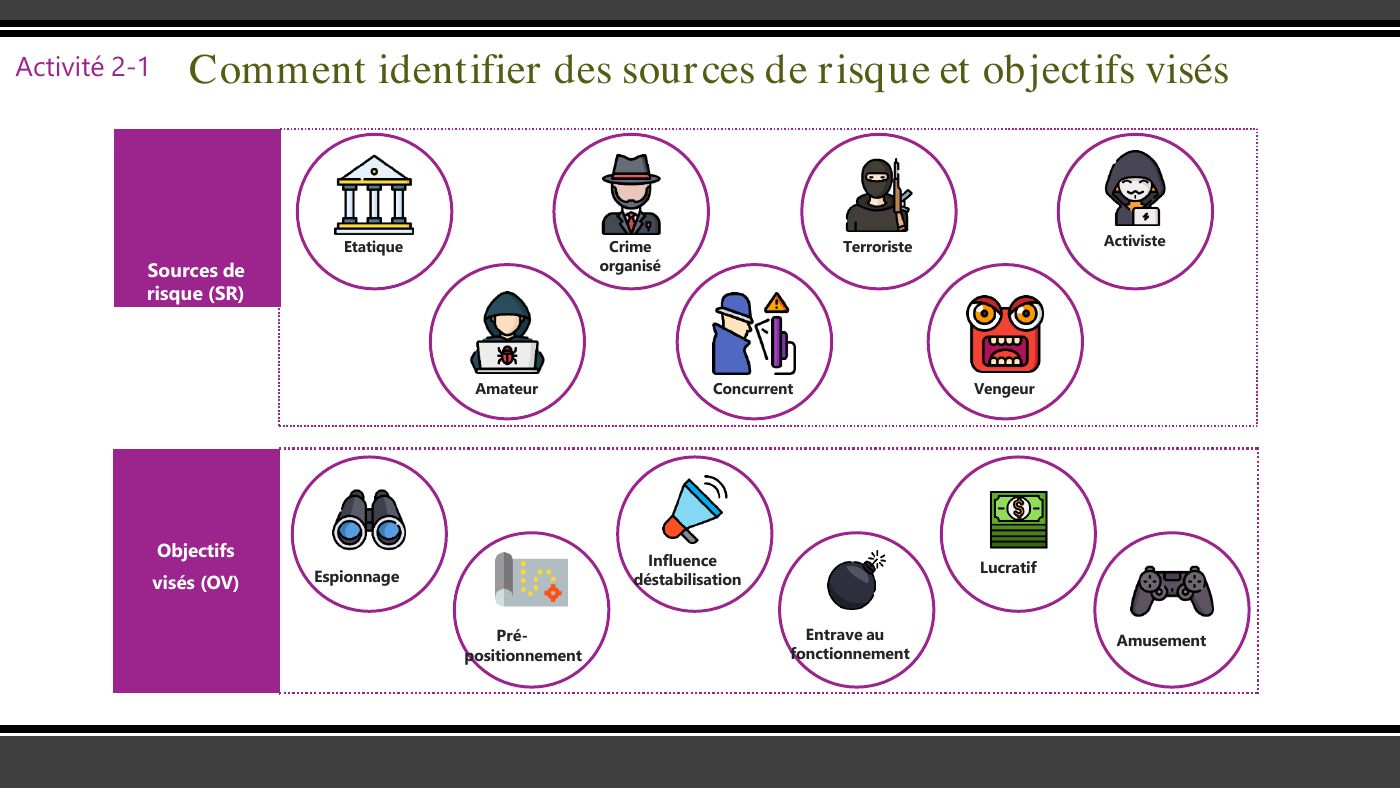 Activité 2-1
Comment identifier des sources de risque et objectifs visés
Sources de
risque (SR)
Etatique
Crime
organisé
Terroriste
Activiste
Amateur
Concurrent
Vengeur
Objectifs
visés (OV)
Espionnage
Pré-
positionnement
Influence
déstabilisation
Entrave au
fonctionnement
Lucratif
Amusement